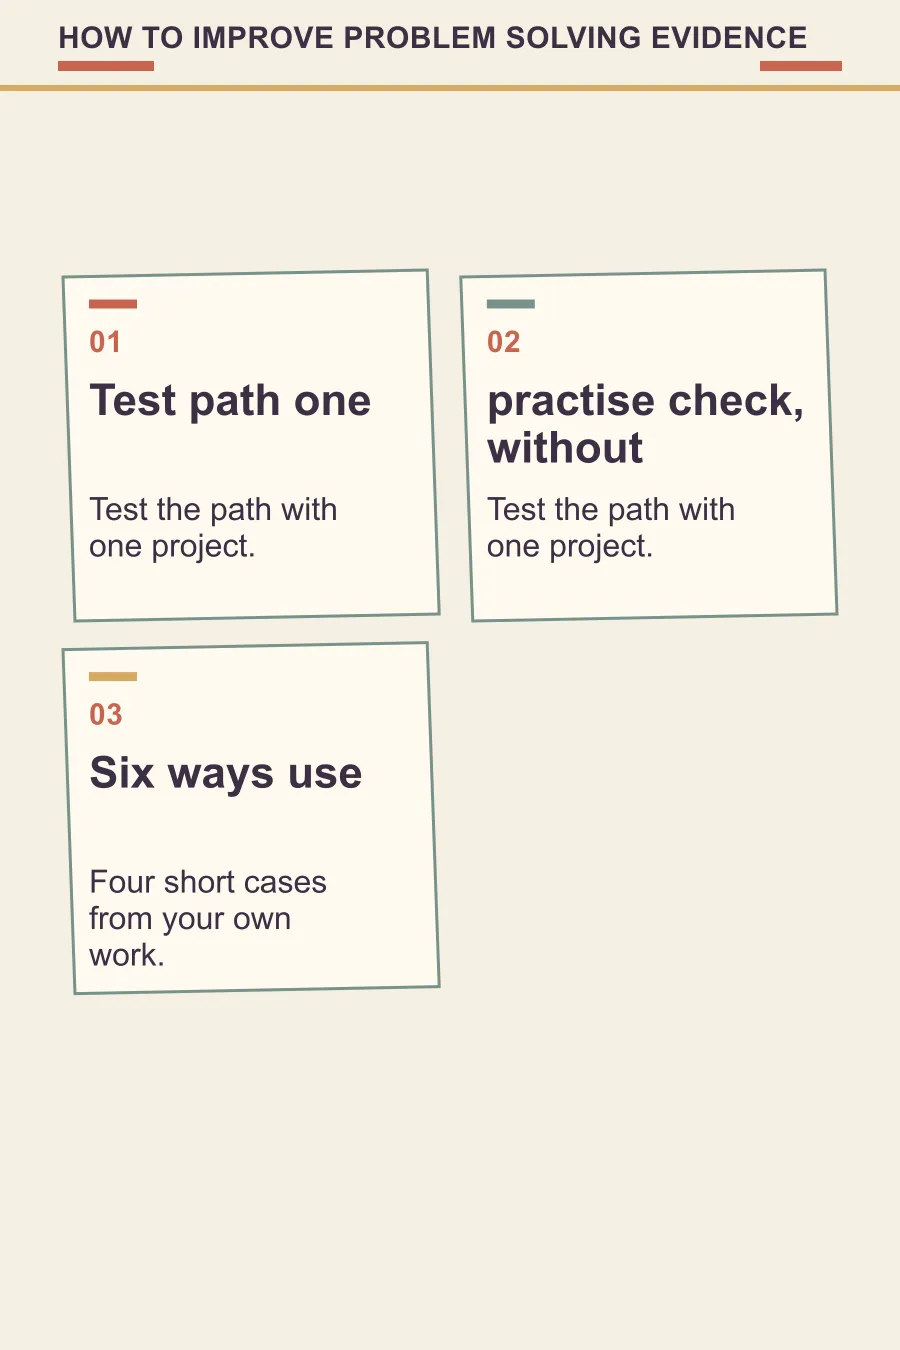 HOW TO IMPROVE PROBLEM SOLVING EVIDENCE
01
Test path one
Test the path with
one project.
02
practise check,
without
Test the path with
one project.
03
Six ways use
Four short cases
from your own
work.